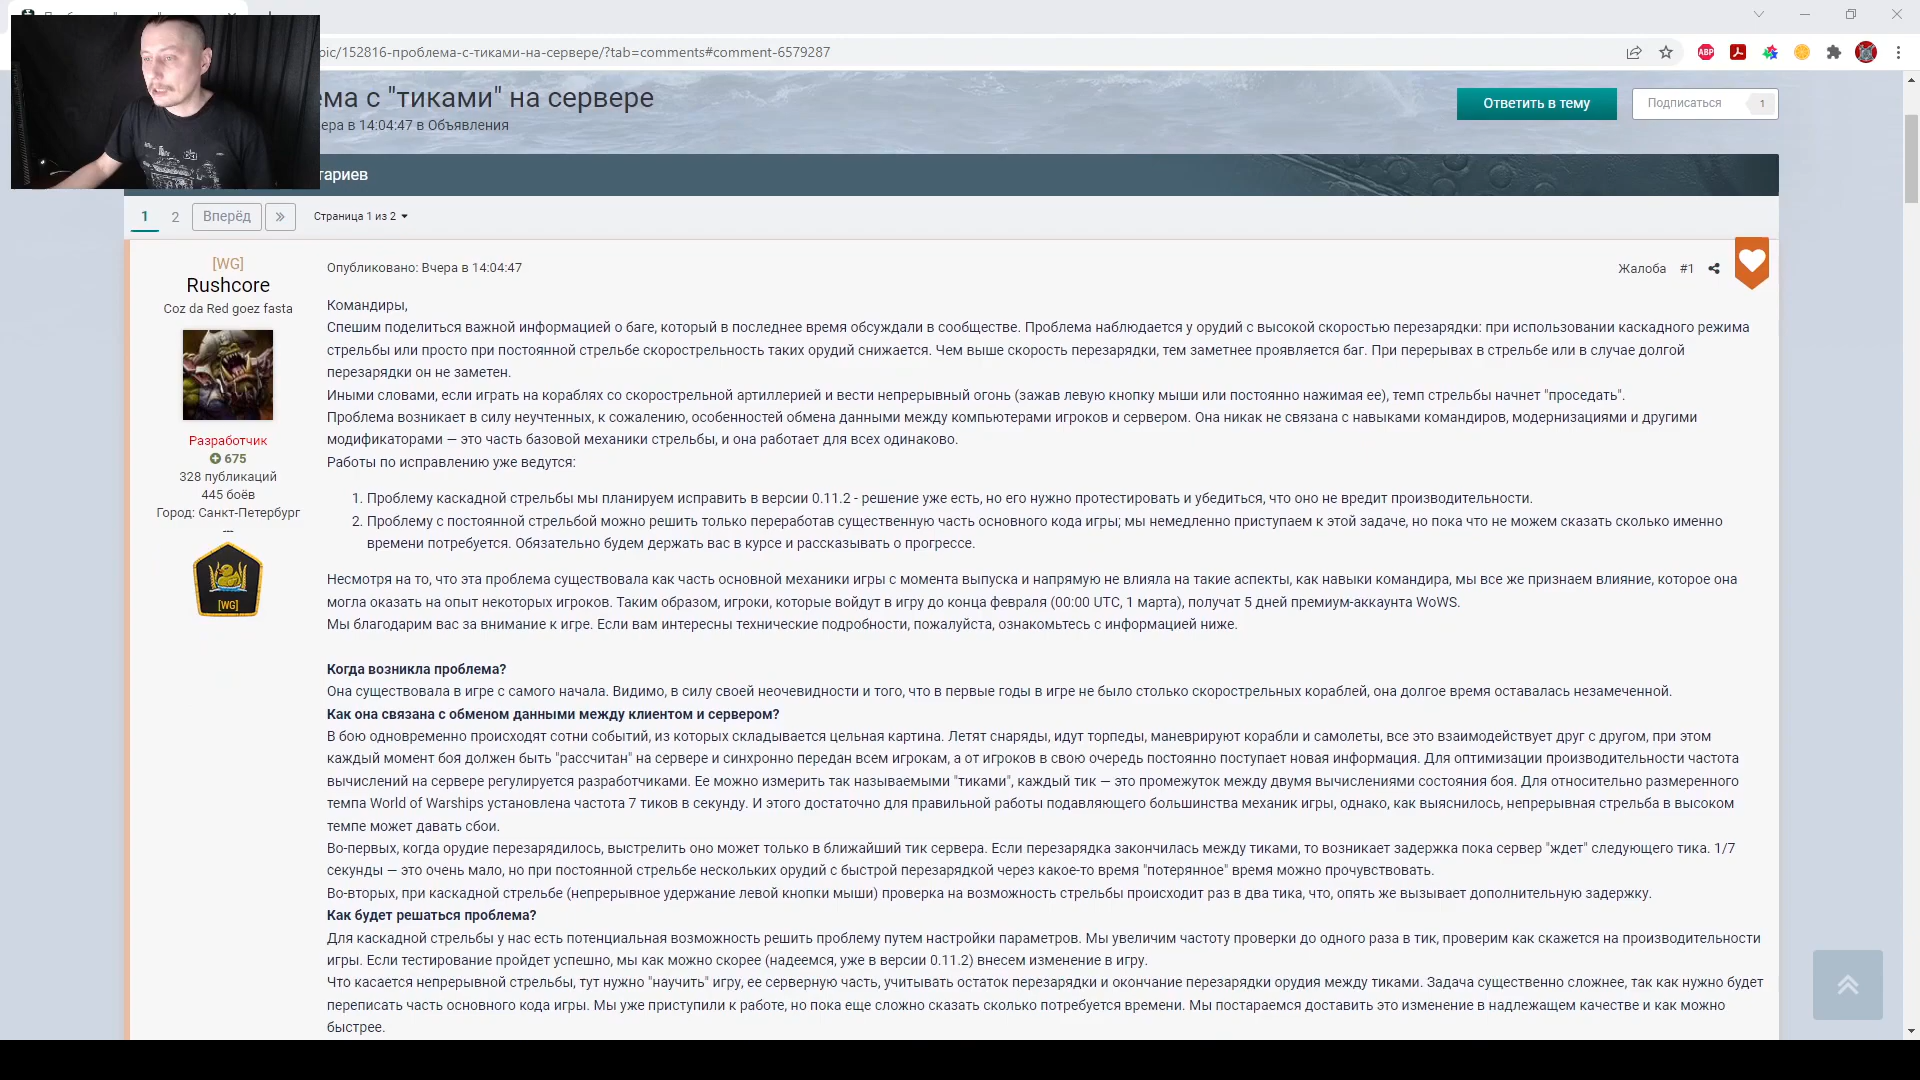 pic/152816-проблема-с-тиками-на-сервере/?tab=comments#comment-6579287
ABP
ма с "тиками" на сервере
ера в 14:04:47 в Объявления
Ответить в тему
Подписаться
1
тариев
1
2
Вперёд
»
Страница 1 из 2
[WG]
Rushcore
Coz da Red goez fasta
Разработчик
675
328 публикаций
445 боёв
Город: Санкт-Петербург
---
[WG]
Опубликовано: Вчера в 14:04:47
Жалоба #1
Командиры,
Спешим поделиться важной информацией о баге, который в последнее время обсуждали в сообществе. Проблема наблюдается у орудий с высокой скоростью перезарядки: при использовании каскадного режима
стрельбы или просто при постоянной стрельбе скорострельность таких орудий снижается. Чем выше скорость перезарядки, тем заметнее проявляется баг. При перерывах в стрельбе или в случае долгой
перезарядки он не заметен.
Иными словами, если играть на кораблях со скорострельной артиллерией и вести непрерывный огонь (зажав левую кнопку мыши или постоянно нажимая ее), темп стрельбы начнет "проседать".
Проблема возникает в силу неучтенных, к сожалению, особенностей обмена данными между компьютерами игроков и сервером. Она никак не связана с навыками командиров, модернизациями и другими
модификаторами — это часть базовой механики стрельбы, и она работает для всех одинаково.
Работы по исправлению уже ведутся:
1. Проблему каскадной стрельбы мы планируем исправить в версии 0.11.2 - решение уже есть, но его нужно протестировать и убедиться, что оно не вредит производительности.
2. Проблему с постоянной стрельбой можно решить только переработав существенную часть основного кода игры; мы немедленно приступаем к этой задаче, но пока что не можем сказать сколько именно
времени потребуется. Обязательно будем держать вас в курсе и рассказывать о прогрессе.
Несмотря на то, что эта проблема существовала как часть основной механики игры с момента выпуска и напрямую не влияла на такие аспекты, как навыки командира, мы все же признаем влияние, которое она
могла оказать на опыт некоторых игроков. Таким образом, игроки, которые войдут в игру до конца февраля (00:00 UTC, 1 марта), получат 5 дней премиум-аккаунта WoWS.
Мы благодарим вас за внимание к игре. Если вам интересны технические подробности, пожалуйста, ознакомьтесь с информацией ниже.
Когда возникла проблема?
Она существовала в игре с самого начала. Видимо, в силу своей неочевидности и того, что в первые годы в игре не было столько скорострельных кораблей, она долгое время оставалась незамеченной.
Как она связана с обменом данными между клиентом и сервером?
В бою одновременно происходят сотни событий, из которых складывается цельная картина. Летят снаряды, идут торпеды, маневрируют корабли и самолеты, все это взаимодействует друг с другом, при этом
каждый момент боя должен быть "рассчитан" на сервере и синхронно передан всем игрокам, а от игроков в свою очередь постоянно поступает новая информация. Для оптимизации производительности частота
вычислений на сервере регулируется разработчиками. Ее можно измерить так называемыми "тиками", каждый тик — это промежуток между двумя вычислениями состояния боя. Для относительно размеренного
темпа World of Warships установлена частота 7 тиков в секунду. И этого достаточно для правильной работы подавляющего большинства механик игры, однако, как выяснилось, непрерывная стрельба в высоком
темпе может давать сбои.
Во-первых, когда орудие перезарядилось, выстрелить оно может только в ближайший тик сервера. Если перезарядка закончилась между тиками, то возникает задержка пока сервер "ждет" следующего тика. 1/7
секунды — это очень мало, но при постоянной стрельбе нескольких орудий с быстрой перезарядкой через какое-то время "потерянное" время можно прочувствовать.
Во-вторых, при каскадной стрельбе (непрерывное удержание левой кнопки мыши) проверка на возможность стрельбы происходит раз в два тика, что, опять же вызывает дополнительную задержку.
Как будет решаться проблема?
Для каскадной стрельбы у нас есть потенциальная возможность решить проблему путем настройки параметров. Мы увеличим частоту проверки до одного раза в тик, проверим как скажется на производительности
игры. Если тестирование пройдет успешно, мы как можно скорее (надеемся, уже в версии 0.11.2) внесем изменение в игру.
Что касается непрерывной стрельбы, тут нужно "научить" игру, ее серверную часть, учитывать остаток перезарядки и окончание перезарядки орудия между тиками. Задача существенно сложнее, так как нужно будет
переписать часть основного кода игры. Мы уже приступили к работе, но пока еще сложно сказать сколько потребуется времени. Мы постараемся доставить это изменение в надлежащем качестве и как можно
быстрее.